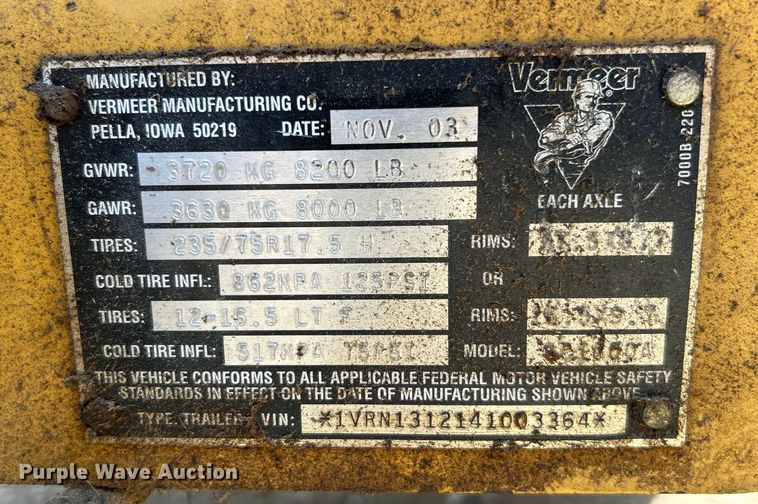 MANUFACTURED BY:
VERMEER MANUFACTURING CO.
PELLA, IOWA 50219 DATE: NOV. 03
Vermeer
7000B-220
GVWR: 3720 KG 8200 LB
GAWR: 3630 KG 8000 LB EACH AXLE
TIRES: 235/75R17.5 H RIMS:
COLD TIRE INFL.: 862KPA 125PSI OR
TIRES: 12-16.5 LT F RIMS:
COLD TIRE INFL: 517KPA 75PSI MODEL:
THIS VEHICLE CONFORMS TO ALL APPLICABLE FEDERAL MOTOR VEHICLE SAFETY
STANDARDS IN EFFECT ON THE DATE OF MANUFACTURING SHOWN ABOVE
TYPE: TRAILER VIN: *1VRN1312141003364*
Purple Wave Auction